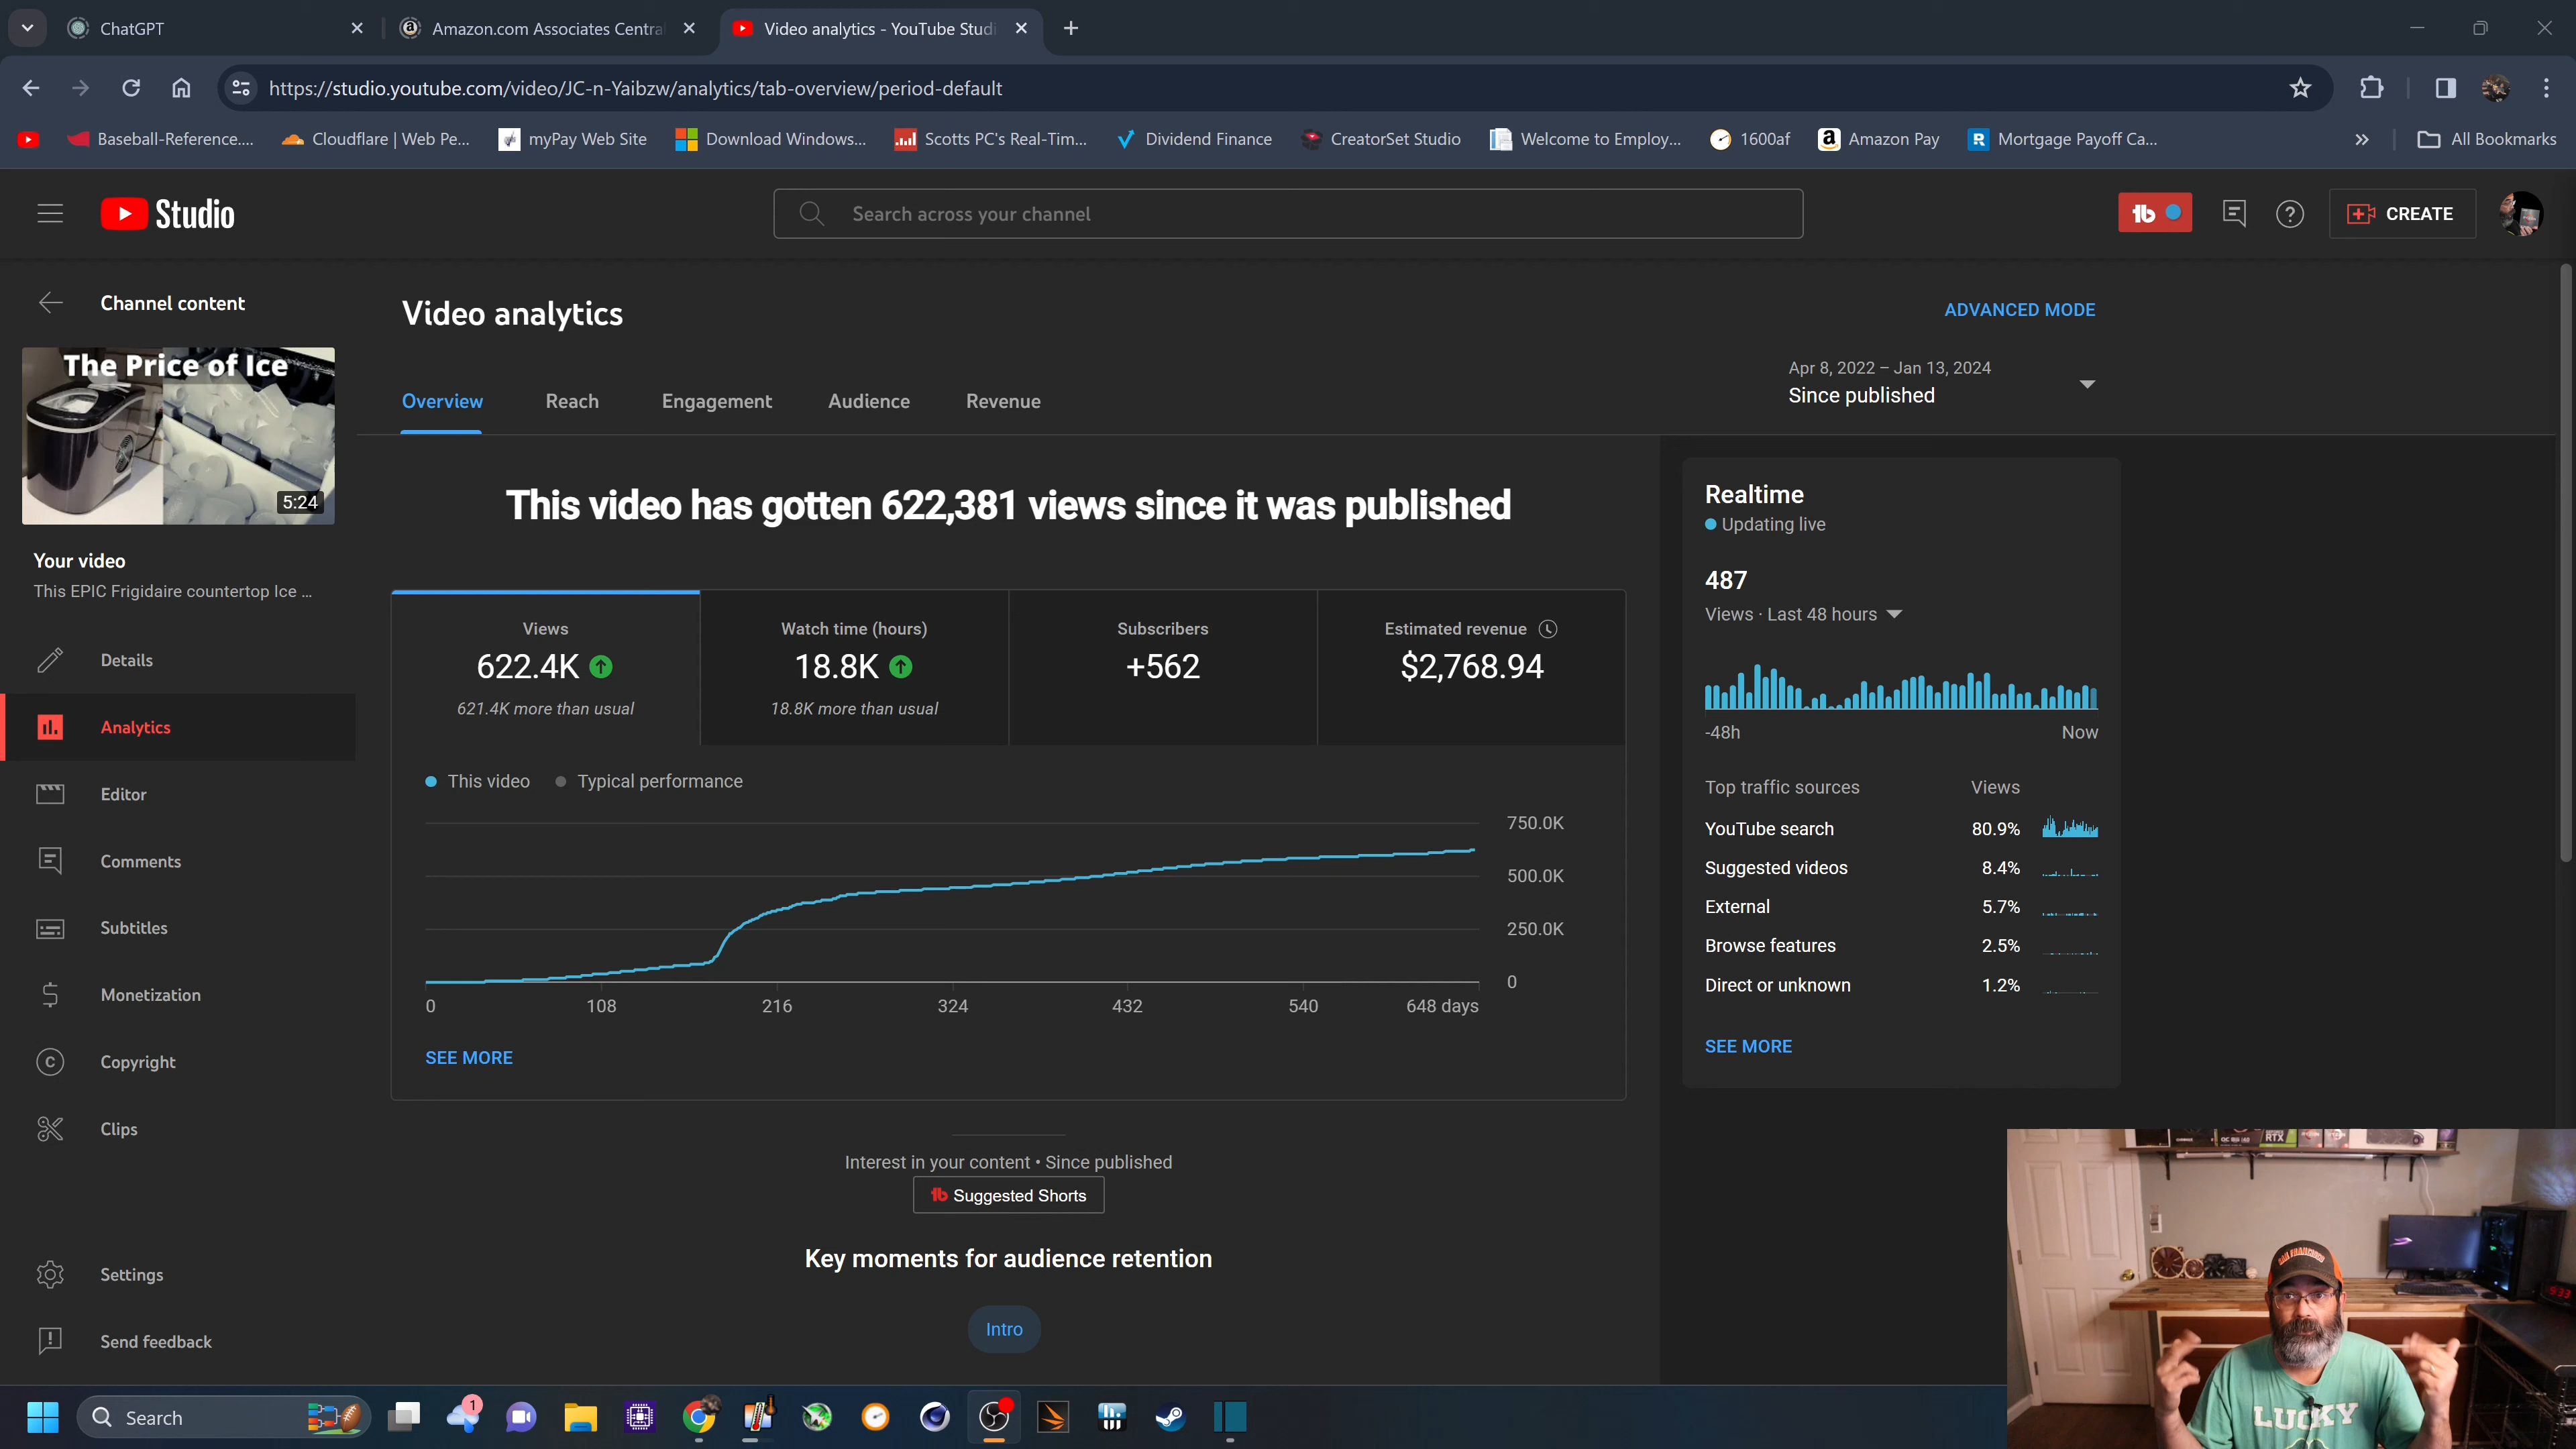 ChatGPT
Amazon.com Associates Centra
Video analytics - YouTube Studi
https://studio.youtube.com/video/JC-n-Yaibzw/analytics/tab-overview/period-default
Baseball-Reference....
Cloudflare | Web Pe...
myPay Web Site
Download Windows...
Scotts PC's Real-Tim...
Dividend Finance
CreatorSet Studio
Welcome to Employ...
1600af
Amazon Pay
Mortgage Payoff Ca...
All Bookmarks
Studio
Search across your channel
CREATE
Channel content
The Price of Ice
5:24
Your video
This EPIC Frigidaire countertop Ice ...
Details
Analytics
Editor
Comments
Subtitles
Monetization
Copyright
Clips
Settings
Send feedback
Video analytics
ADVANCED MODE
Overview
Reach
Engagement
Audience
Revenue
Apr 8, 2022 – Jan 13, 2024
Since published
This video has gotten 622,381 views since it was published
Views
622.4K
621.4K more than usual
Watch time (hours)
18.8K
18.8K more than usual
Subscribers
+562
Estimated revenue
$2,768.94
This video
Typical performance
750.0K
500.0K
250.0K
0
0
108
216
324
432
540
648 days
SEE MORE
Interest in your content • Since published
Suggested Shorts
Key moments for audience retention
Intro
Realtime
Updating live
487
Views · Last 48 hours
-48h
Now
Top traffic sources
Views
YouTube search
80.9%
Suggested videos
8.4%
External
5.7%
Browse features
2.5%
Direct or unknown
1.2%
SEE MORE
RTX
SAN FRANCISCO
LUCKY
Search
1